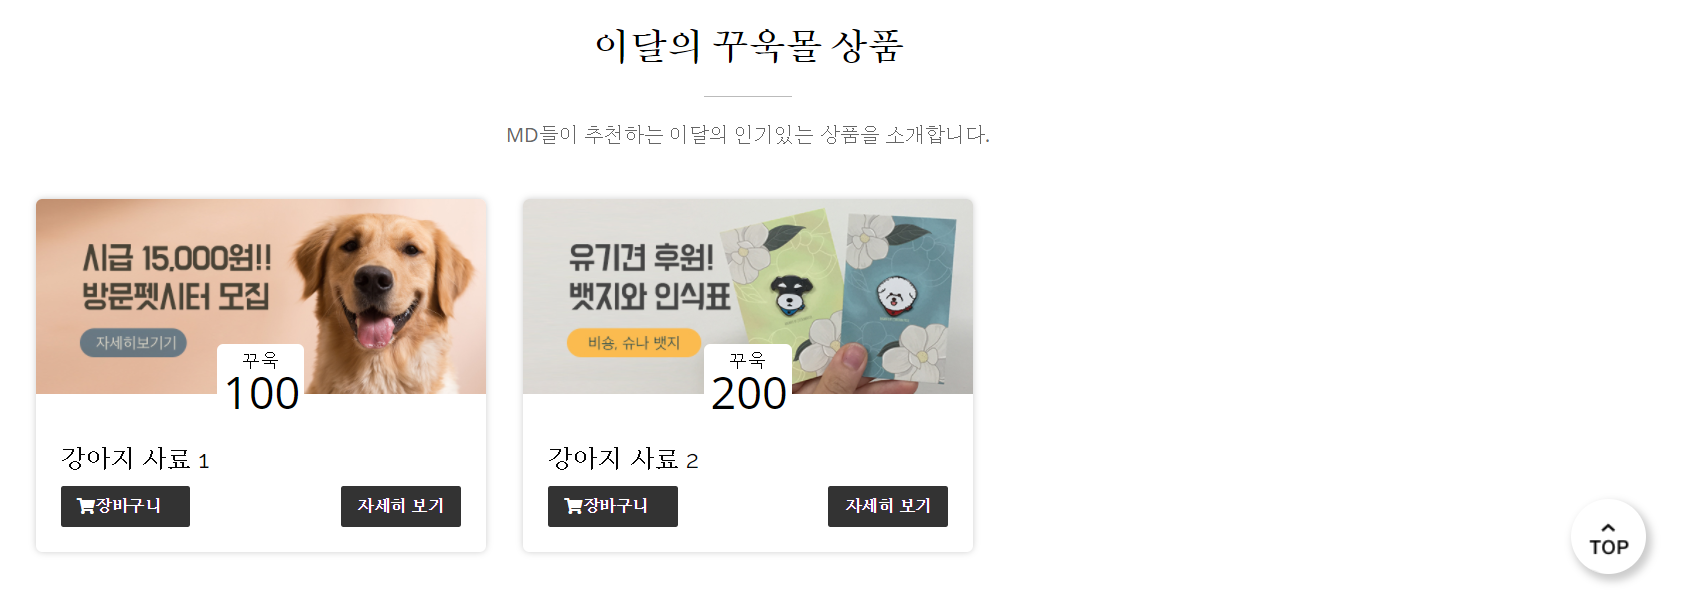 이달의 꾸욱몰 상품
MD들이 추천하는 이달의 인기있는 상품을 소개합니다.
시급 15,000원!!
방문펫시터 모집
자세히보기기
꾸욱
100
강아지 사료 1
장바구니
자세히 보기
유기견 후원!
뱃지와 인식표
비숑, 슈나 뱃지
꾸욱
200
강아지 사료 2
장바구니
자세히 보기
TOP